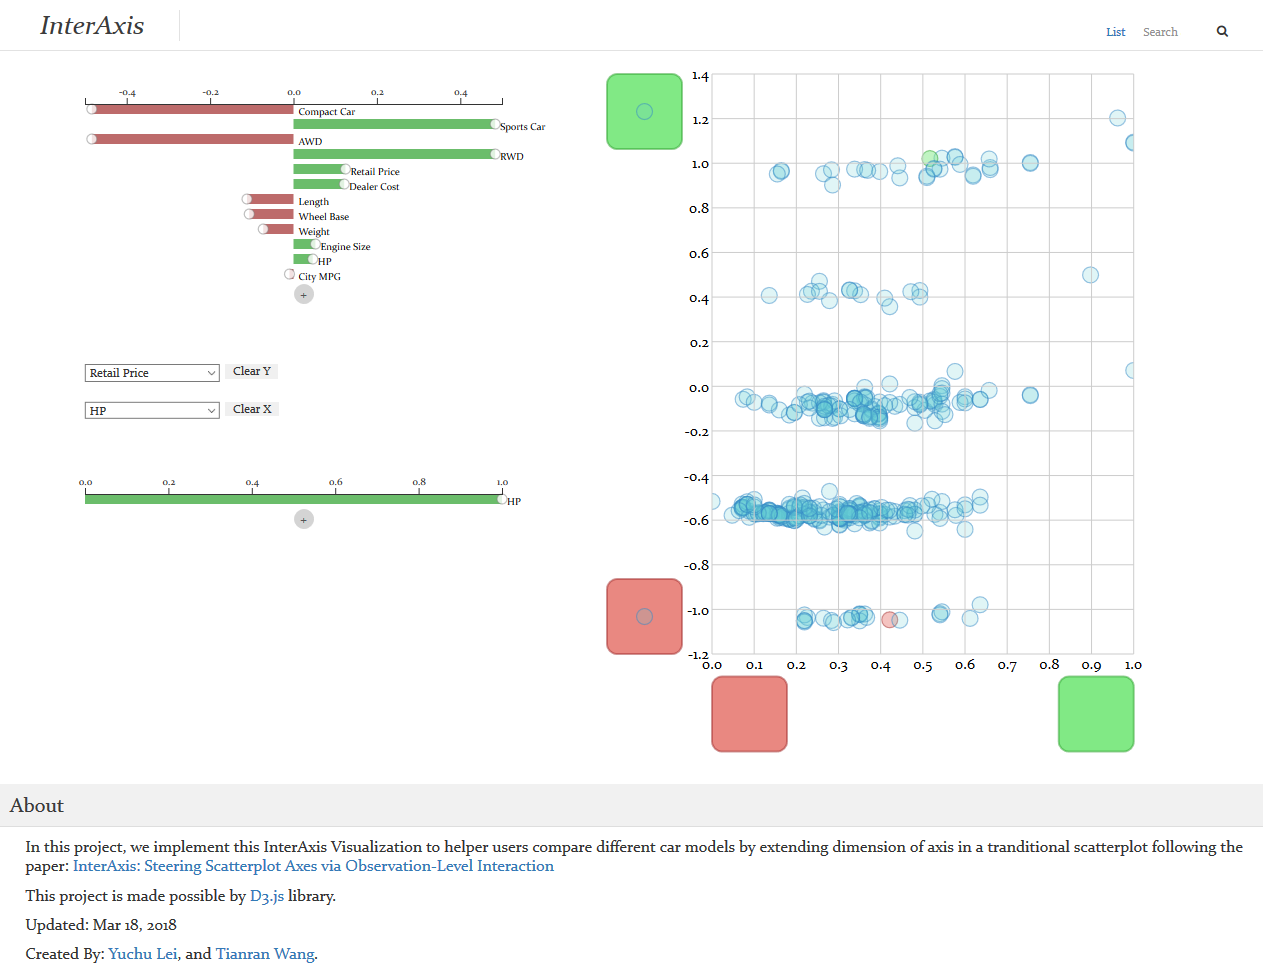 InterAxis
List Search
-0.4 -0.2 0.0 0.2 0.4
Compact Car
Sports Car
AWD
RWD
Retail Price
Dealer Cost
Length
Wheel Base
Weight
Engine Size
HP
City MPG
+
Retail Price Clear Y
HP Clear X
0.0 0.2 0.4 0.6 0.8 1.0
HP
+
1.4
1.2
1.0
0.8
0.6
0.4
0.2
0.0
-0.2
-0.4
-0.6
-0.8
-1.0
-1.2
0.0 0.1 0.2 0.3 0.4 0.5 0.6 0.7 0.8 0.9 1.0
About
In this project, we implement this InterAxis Visualization to helper users compare different car models by extending dimension of axis in a tranditional scatterplot following the
paper: InterAxis: Steering Scatterplot Axes via Observation-Level Interaction
This project is made possible by D3.js library.
Updated: Mar 18, 2018
Created By: Yuchu Lei, and Tianran Wang.